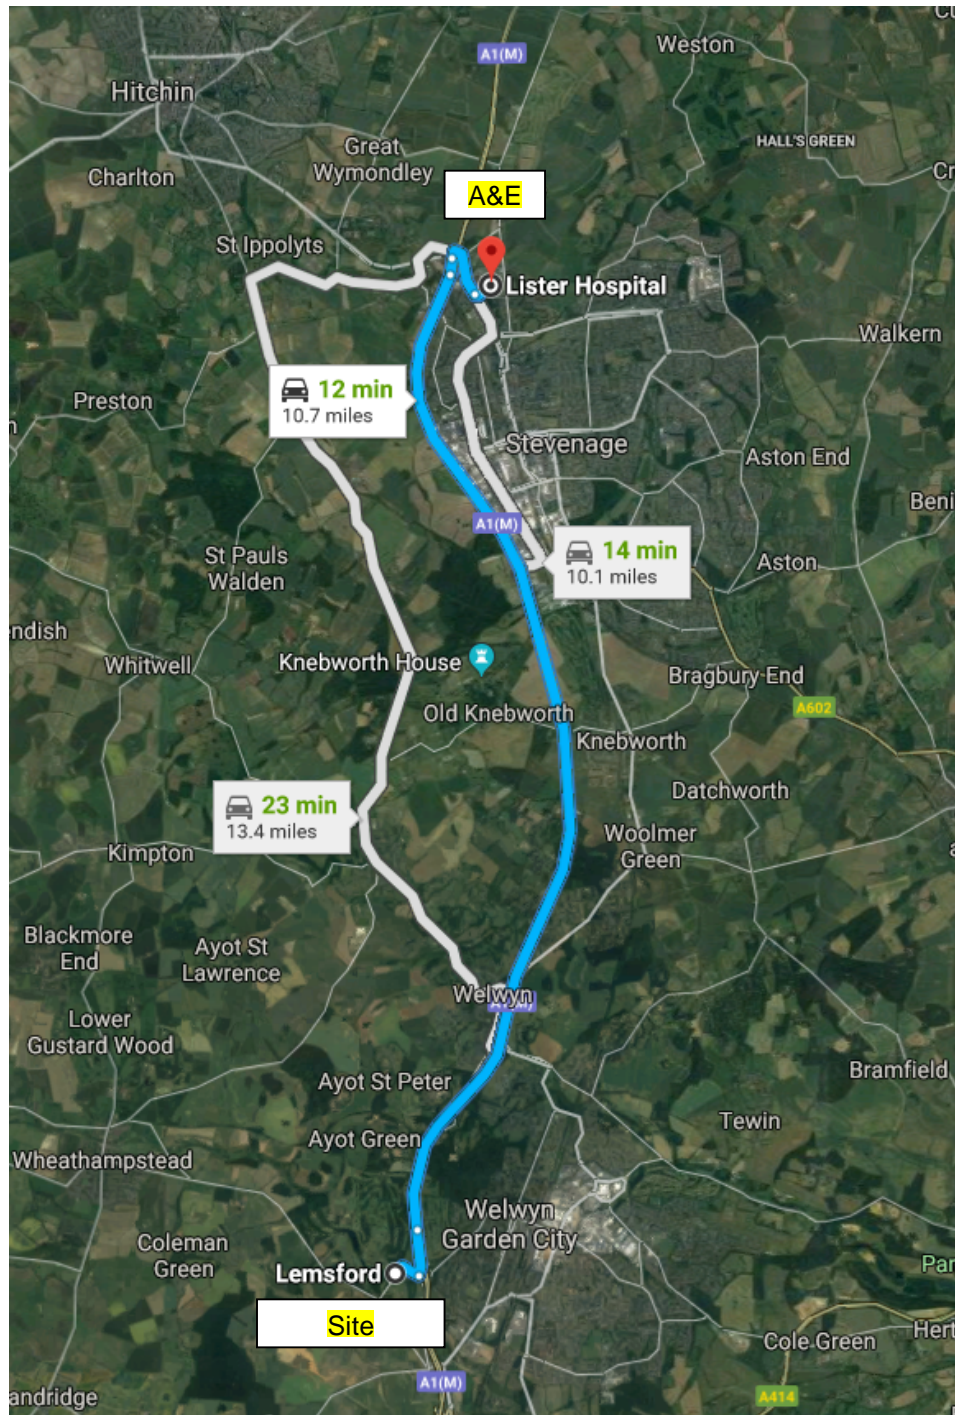 A1(M)
Weston
Hitchin
HALL'S GREEN
Great
Wymondley
Charlton
A&E
St Ippolyts
Lister Hospital
Walkern
12 min
10.7 miles
Preston
Stevenage
Aston End
A1(M)
14 min
10.1 miles
St Pauls
Walden
Aston
Whitwell
Knebworth House
Bragbury End
Old Knebworth
A602
Knebworth
23 min
13.4 miles
Datchworth
Woolmer
Green
Kimpton
Blackmore
End
Ayot St
Lawrence
Welwyn
Lower
Gustard Wood
Ayot St Peter
Bramfield
Tewin
Ayot Green
Wheathampstead
Welwyn
Garden City
Coleman
Green
Lemsford
Site
Cole Green
A1(M)
A414